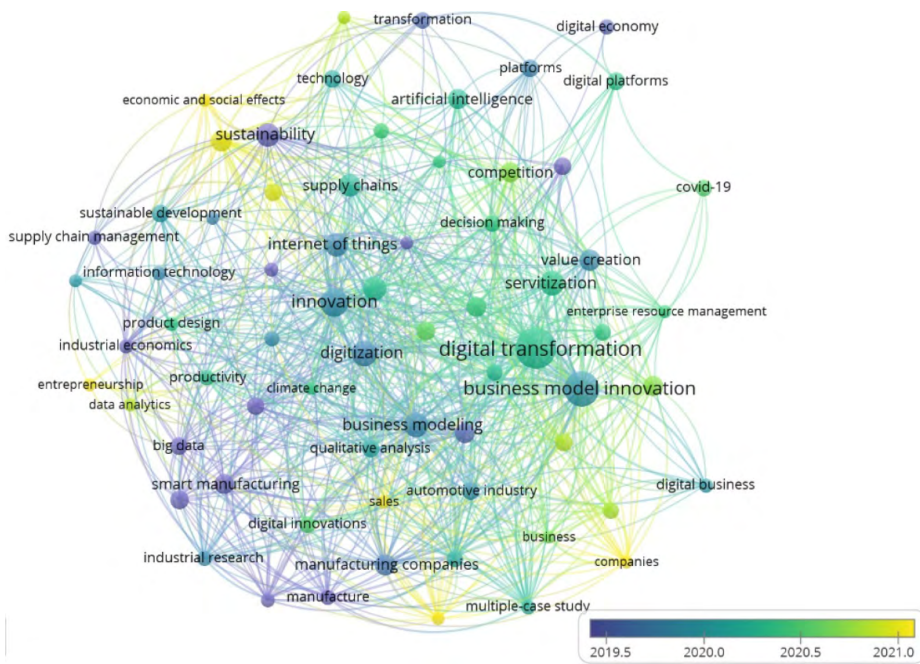 transformation
digital economy
platforms
technology
digital platforms
economic and social effects
artificial intelligence
sustainability
competition
supply chains
covid-19
sustainable development
decision making
supply chain management
internet of things
value creation
information technology
servitization
innovation
enterprise resource management
product design
industrial economics
digitization
digital transformation
productivity
entrepreneurship
climate change
business model innovation
data analytics
business modeling
big data
qualitative analysis
smart manufacturing
automotive industry
digital business
sales
digital innovations
business
industrial research
manufacturing companies
companies
manufacture
multiple-case study
2019.5 2020.0 2020.5 2021.0